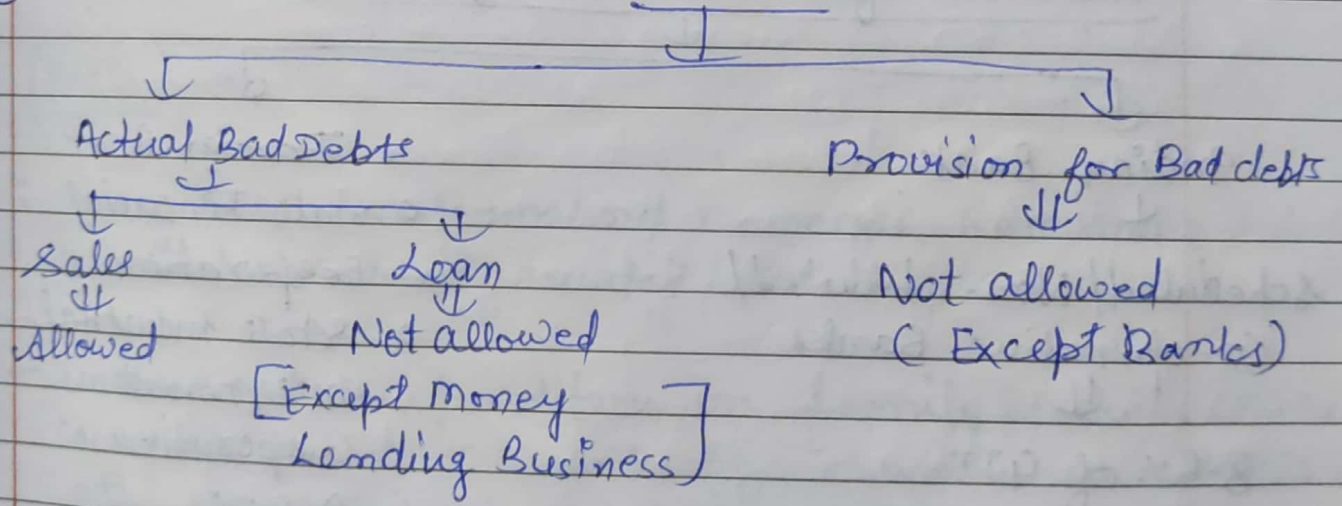 Actual Bad Debts
Provision for Bad debts
Sales
Loan
Not allowed
Allowed
Not allowed
( Except Banks)
[Except Money
Lending Business]